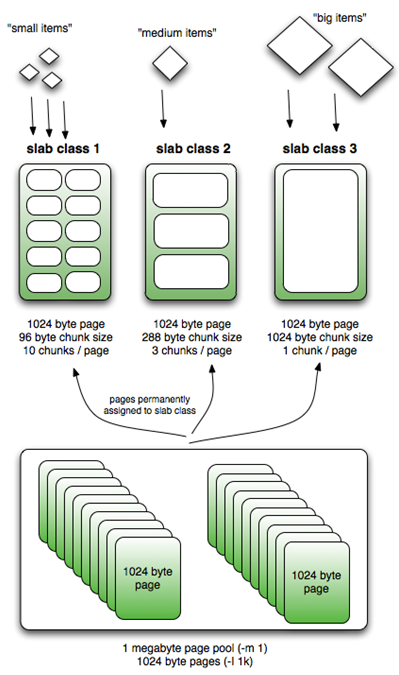 "small items"
"medium items"
"big items"
slab class 1
slab class 2
slab class 3
1024 byte page
96 byte chunk size
10 chunks / page
1024 byte page
288 byte chunk size
3 chunks / page
1024 byte page
1024 byte chunk size
1 chunk / page
pages permanently
assigned to slab class
1024 byte
page
1024 byte
page
1 megabyte page pool (-m 1)
1024 byte pages (-I 1k)